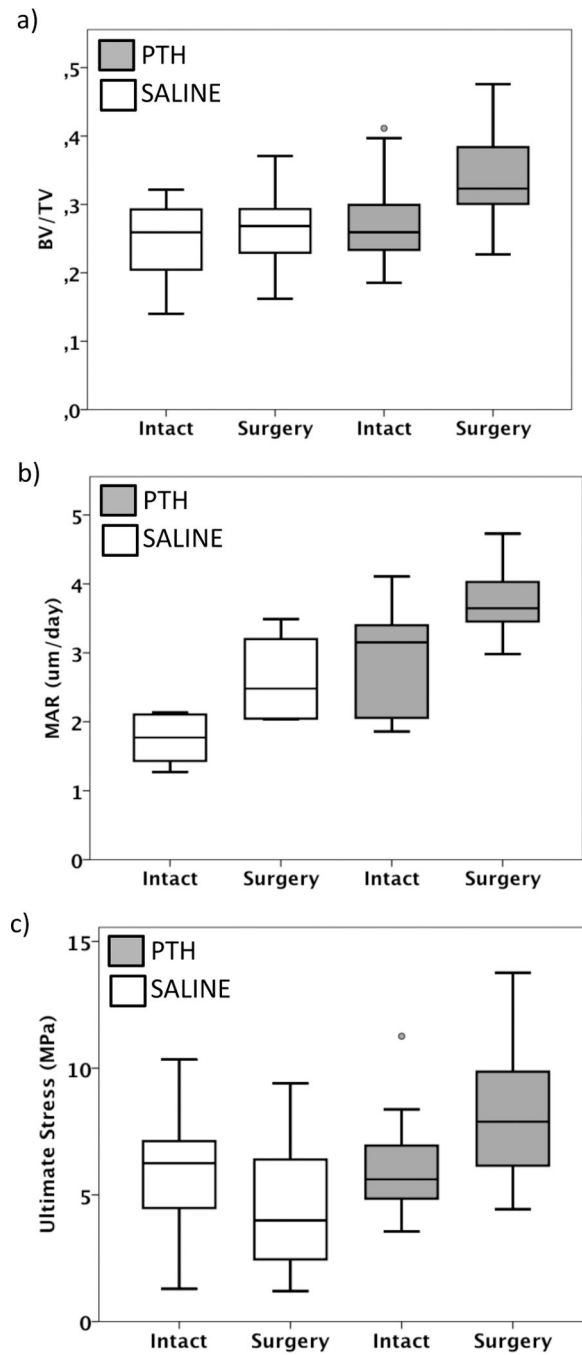 a)
PTH
SALINE
,5
,4
,3
,2
,1
,0
BV/TV
Intact Surgery Intact Surgery
b)
PTH
SALINE
5
4
3
2
1
0
MAR (um/day)
Intact Surgery Intact Surgery
c)
PTH
SALINE
15
10
5
0
Ultimate Stress (MPa)
Intact Surgery Intact Surgery